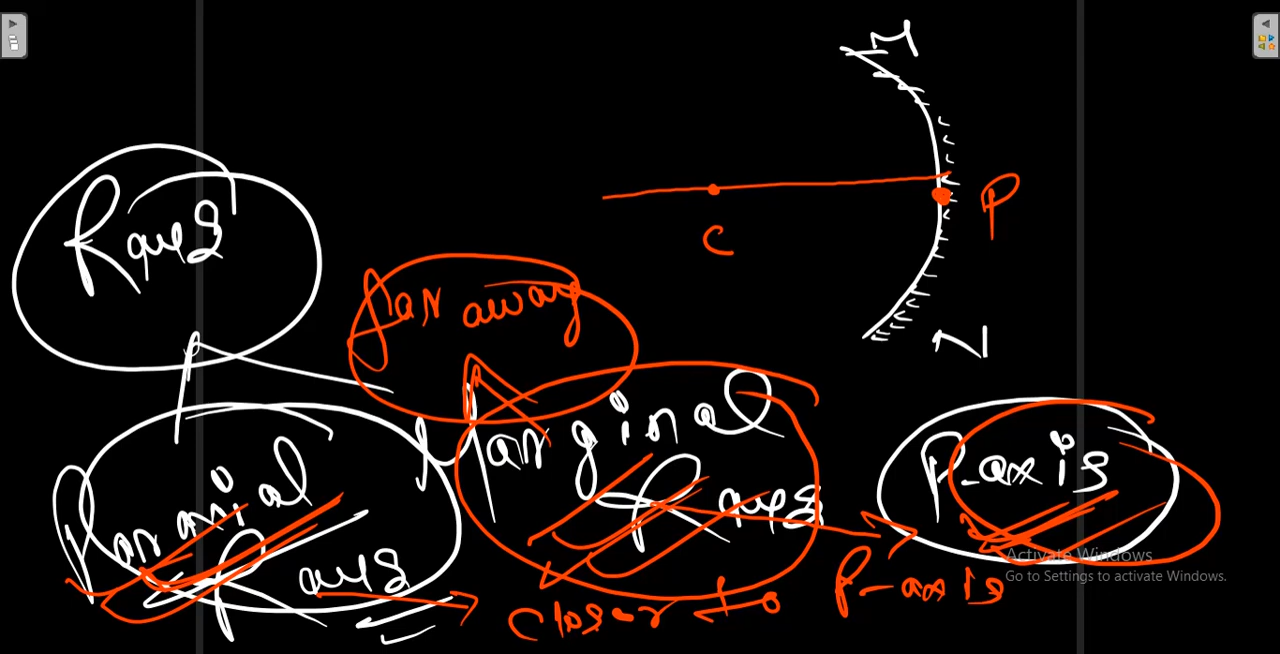 M
P
C
N
Rays
far away
Paraxial
Rays
Marginal
Rays
P-axis
closer to P-axis
Activate Windows
Go to Settings to activate Windows.